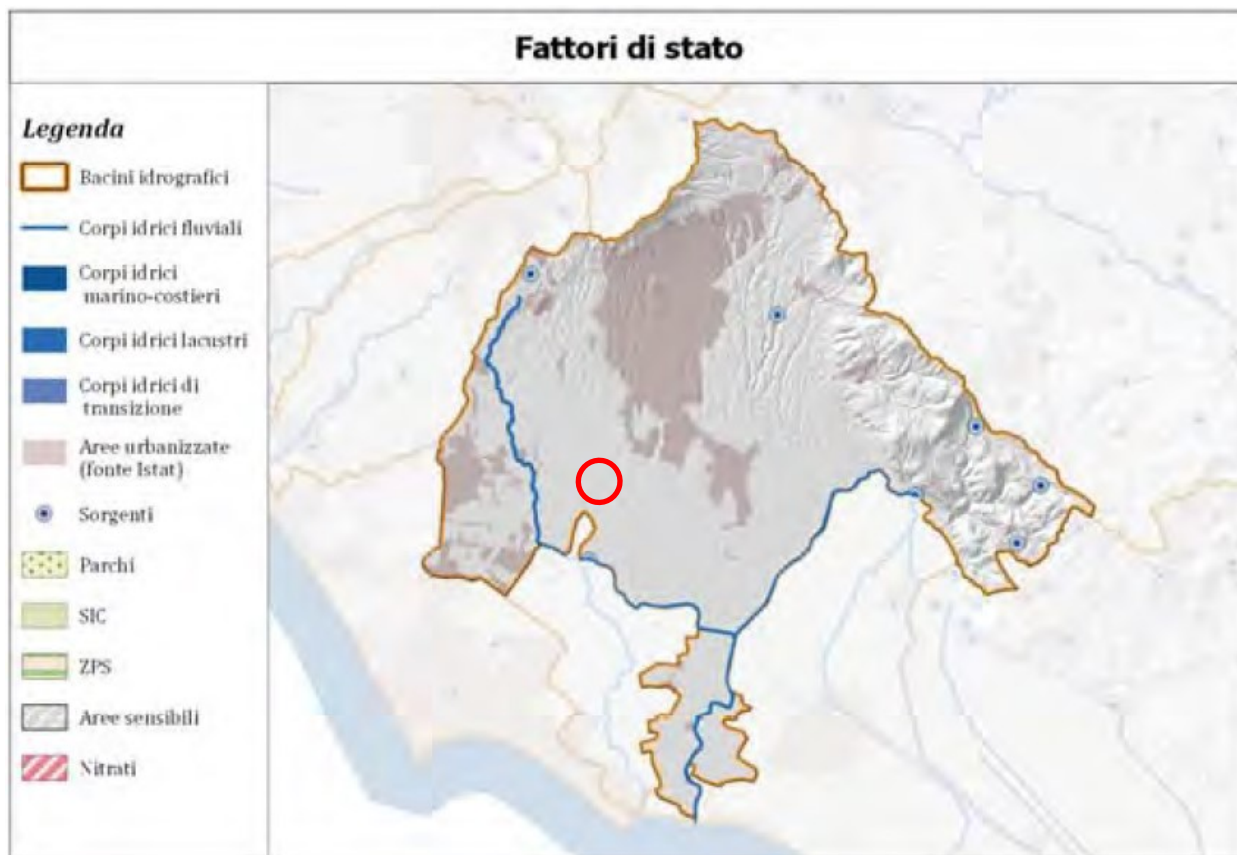 Fattori di stato
Legenda
Bacini idrografici
Corpi idrici fluviali
Corpi idrici
marino-costieri
Corpi idrici lacustri
Corpi idrici di
transizione
Aree urbanizzate
(fonte Istat)
Sorgenti
Parchi
SIC
ZPS
Aree sensibili
Nitrati